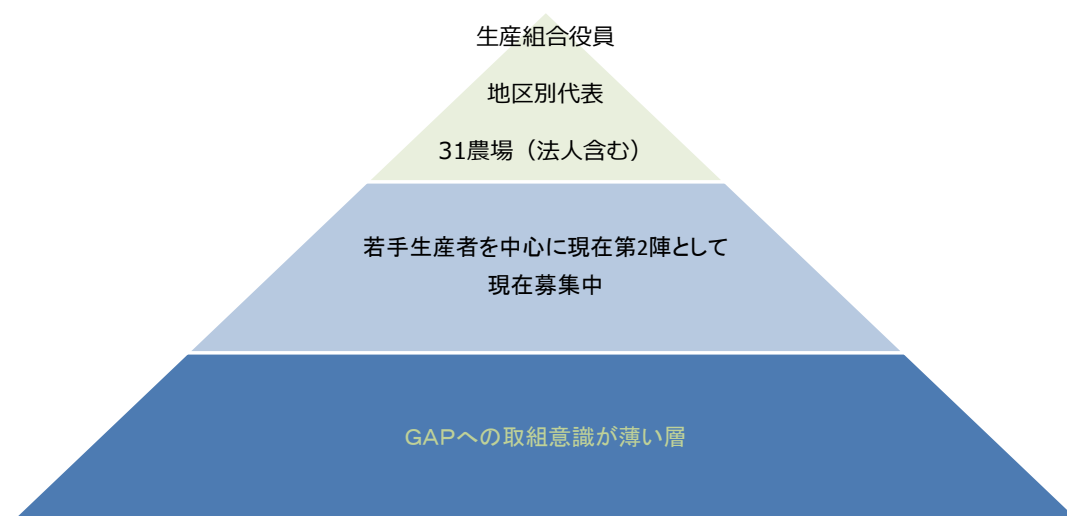 生産組合役員
地区別代表
31農場（法人含む）
若手生産者を中心に現在第2陣として
現在募集中
ＧＡＰへの取組意識が薄い層